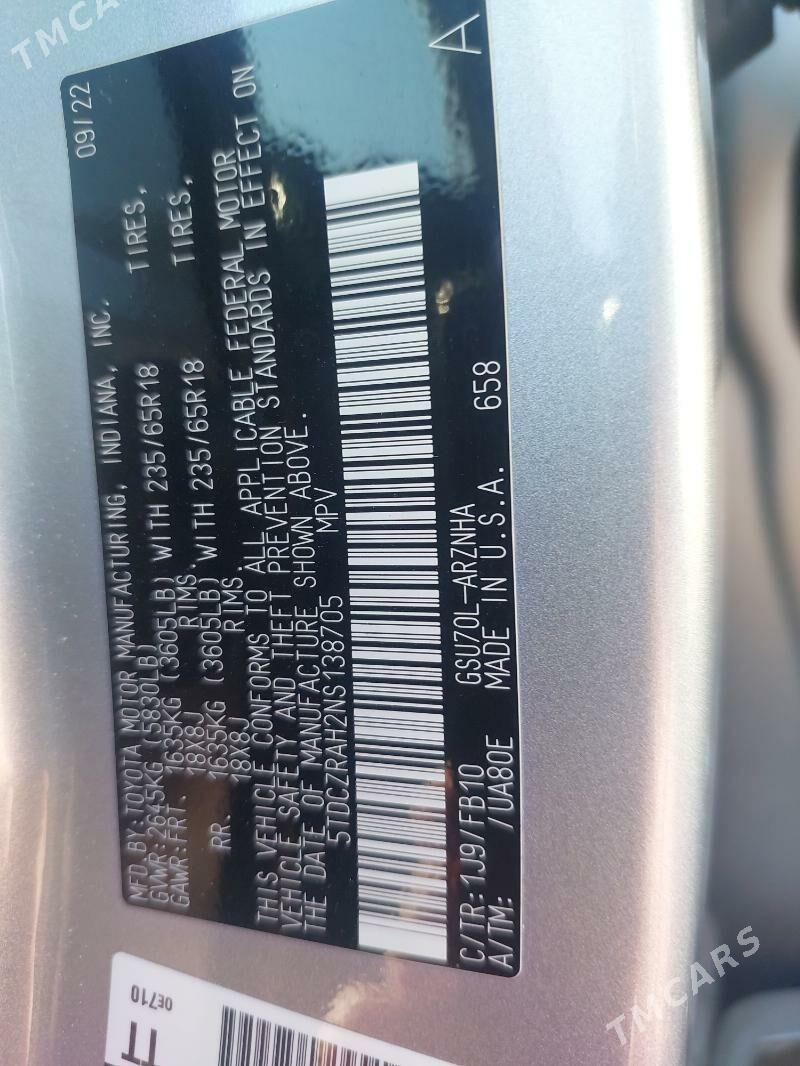 TMCARS
MFD.BY:TOYOTA MOTOR MANUFACTURING, INDIANA, INC. 09/22
GVWR:2645KG (5830LB)
GAWR:FRT. 1635KG (3605LB) WITH 235/65R18 TIRES,
18X8J RIMS.
RR. 1635KG (3605LB) WITH 235/65R18 TIRES,
18X8J RIMS.
THIS VEHICLE CONFORMS TO ALL APPLICABLE FEDERAL MOTOR
VEHICLE SAFETY AND THEFT PREVENTION STANDARDS IN EFFECT ON
THE DATE OF MANUFACTURE SHOWN ABOVE.
5TDCZRAH2NS138705 MPV
C/TR:1J9/FB10 GSU70L-ARZNHA 658 A
A/TM: /UA80E MADE IN U.S.A.
0E710
TT
TMCARS